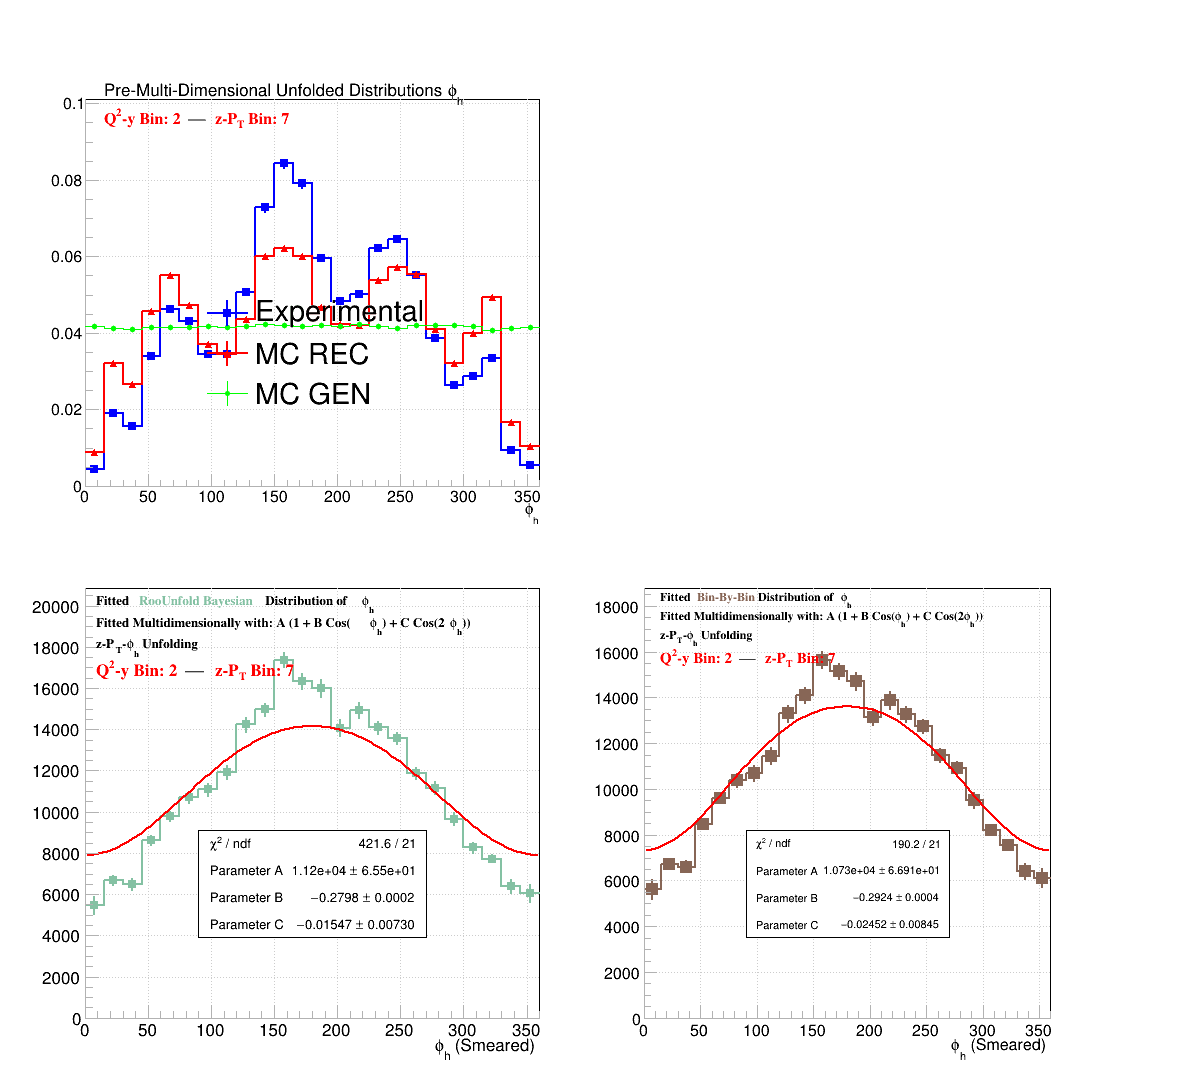 Pre-Multi-Dimensional Unfolded Distributions ϕh
Q2-y Bin: 2 — z-PT Bin: 7
0.1
0.08
0.06
0.04
0.02
0
Experimental
MC REC
MC GEN
0 50 100 150 200 250 300 350
ϕh
Fitted RooUnfold Bayesian Distribution of ϕh
Fitted Multidimensionally with: A (1 + B Cos( ϕh) + C Cos(2 ϕh))
z-PT-ϕh Unfolding
Q2-y Bin: 2 — z-PT Bin: 7
20000
18000
16000
14000
12000
10000
8000
6000
4000
2000
0
χ2 / ndf 421.6 / 21
Parameter A 1.12e+04 ± 6.55e+01
Parameter B −0.2798 ± 0.0002
Parameter C −0.01547 ± 0.00730
0 50 100 150 200 250 300 350
ϕh (Smeared)
Fitted Bin-By-Bin Distribution of ϕh
Fitted Multidimensionally with: A (1 + B Cos(ϕh) + C Cos(2ϕh))
z-PT-ϕh Unfolding
Q2-y Bin: 2 — z-PT Bin: 7
18000
16000
14000
12000
10000
8000
6000
4000
2000
0
χ2 / ndf 190.2 / 21
Parameter A 1.073e+04 ± 6.691e+01
Parameter B −0.2924 ± 0.0004
Parameter C −0.02452 ± 0.00845
0 50 100 150 200 250 300 350
ϕh (Smeared)